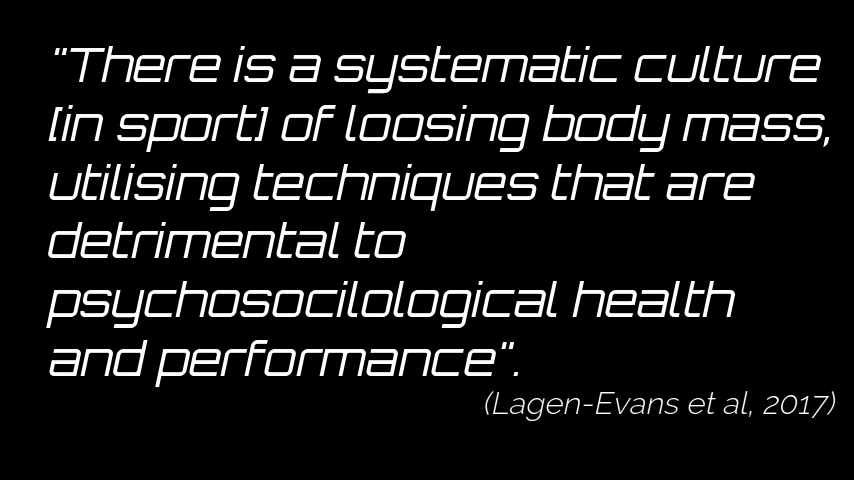 "There is a systematic culture
[in sport] of loosing body mass,
utilising techniques that are
detrimental to
psychosocilological health
and performance".
(Lagen-Evans et al, 2017)